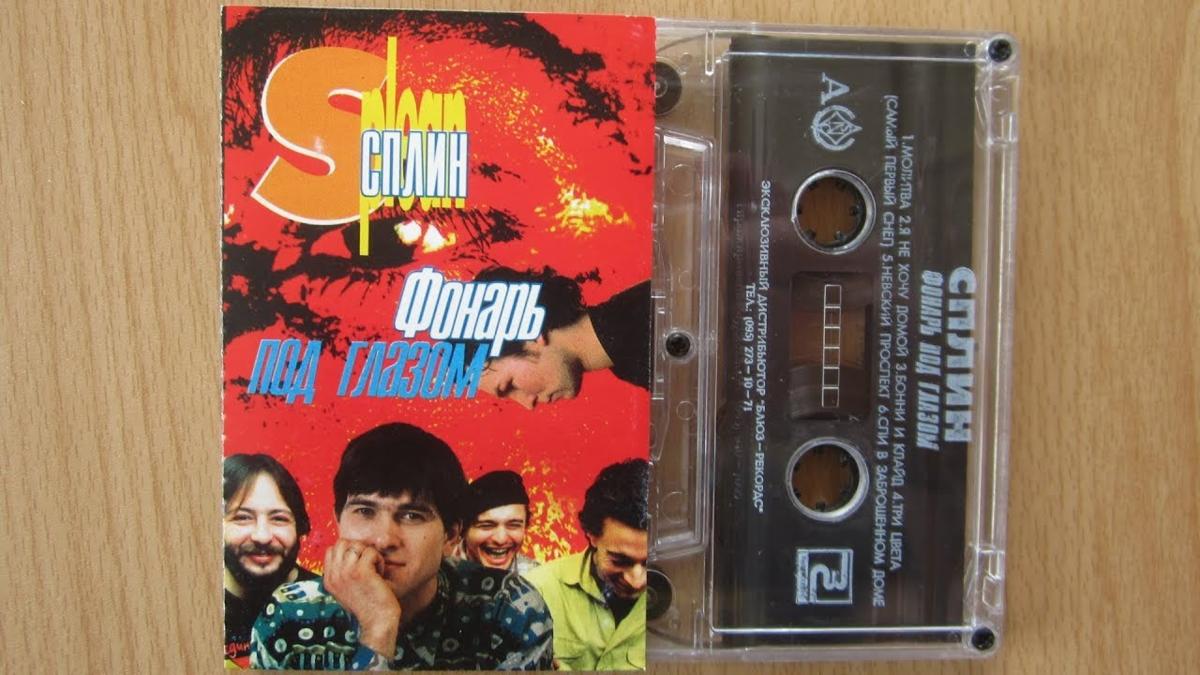 Splean
СПЛИН
Фонарь
ПОД ГЛАЗОМ
СПЛИН
ФОНАРЬ ПОД ГЛАЗОМ
A
1.МОЛИТВА 2.Я НЕ ХОЧУ ДОМОЙ 3.БОННИ И КЛАЙД 4.ТРИ ЦВЕТА
(САМЫЙ ПЕРВЫЙ СНЕГ) 5.НЕВСКИЙ ПРОСПЕКТ 6.СПИ В ЗАБРОШЕННОМ ДОМЕ
ЭКСКЛЮЗИВНЫЙ ДИСТРИБЬЮТОР "БЛЮЗ-РЕКОРДС"
ТЕЛ.: (095) 273-10-71